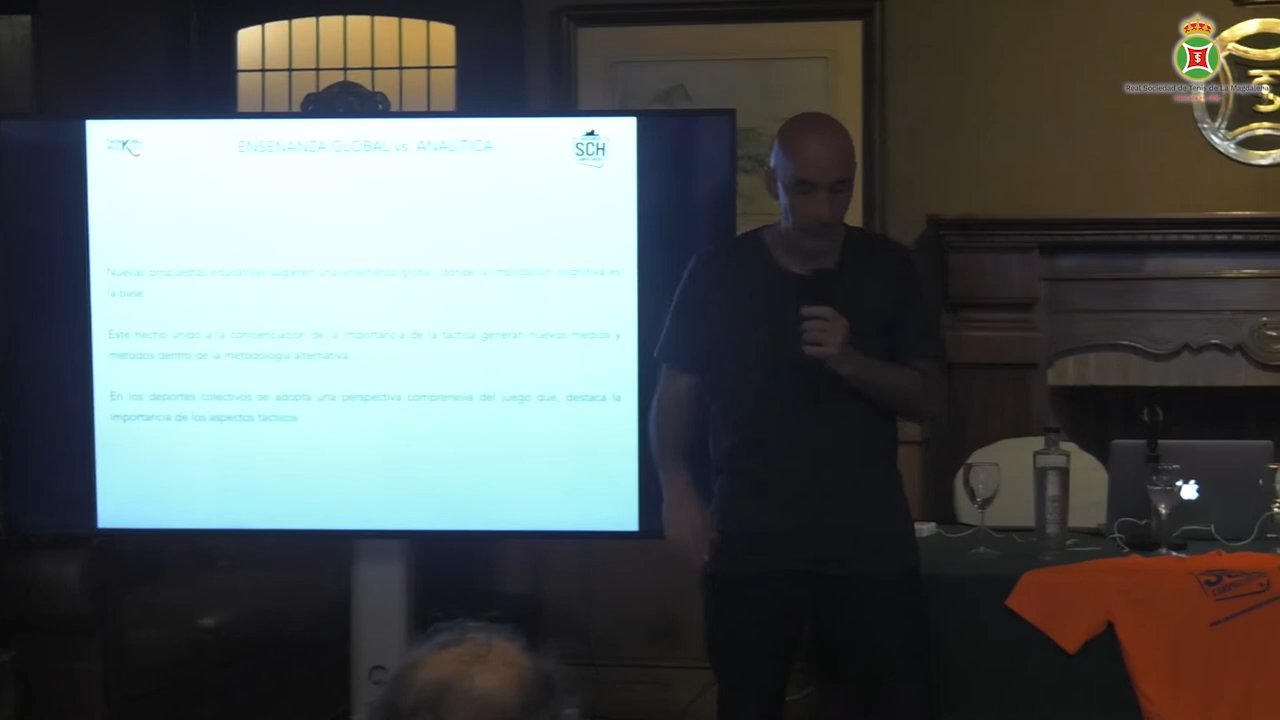 Real Sociedad de Tenis de La Magdalena
ENSEÑANZA GLOBAL vs. ANALÍTICA
SCH
Nuevas propuestas educativas sugieren una enseñanza global, donde la implicación cognitiva es
la base.
Este hecho unido a la concienciación de la importancia de la táctica generan nuevos medios y
métodos dentro de la metodología alternativa.
En los deportes colectivos se adopta una perspectiva comprensiva del juego que, destaca la
importancia de los aspectos tácticos